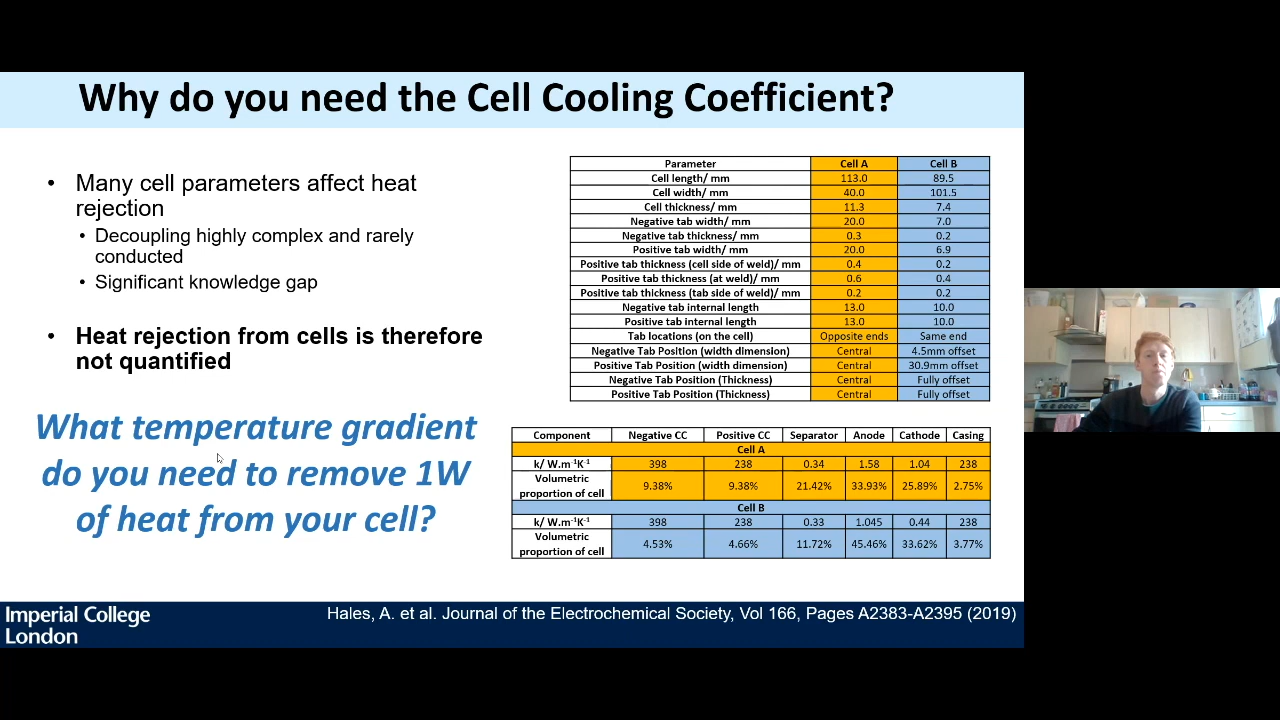 Why do you need the Cell Cooling Coefficient?
• Many cell parameters affect heat
rejection
• Decoupling highly complex and rarely
conducted
• Significant knowledge gap
• Heat rejection from cells is therefore
not quantified
What temperature gradient
do you need to remove 1W
of heat from your cell?
Parameter Cell A Cell B
Cell length/ mm 113.0 89.5
Cell width/ mm 40.0 101.5
Cell thickness/ mm 11.3 7.4
Negative tab width/ mm 20.0 7.0
Negative tab thickness/ mm 0.3 0.2
Positive tab width/ mm 20.0 6.9
Positive tab thickness (cell side of weld)/ mm 0.4 0.2
Positive tab thickness (at weld)/ mm 0.6 0.4
Positive tab thickness (tab side of weld)/ mm 0.2 0.2
Negative tab internal length 13.0 10.0
Positive tab internal length 13.0 10.0
Tab locations (on the cell) Opposite ends Same end
Negative Tab Position (width dimension) Central 4.5mm offset
Positive Tab Position (width dimension) Central 30.9mm offset
Negative Tab Position (Thickness) Central Fully offset
Positive Tab Position (Thickness) Central Fully offset
Component Negative CC Positive CC Separator Anode Cathode Casing
Cell A
k/ W.m⁻¹K⁻¹ 398 238 0.34 1.58 1.04 238
Volumetric
proportion of cell 9.38% 9.38% 21.42% 33.93% 25.89% 2.75%
Cell B
k/ W.m⁻¹K⁻¹ 398 238 0.33 1.045 0.44 238
Volumetric
proportion of cell 4.53% 4.66% 11.72% 45.46% 33.62% 3.77%
Imperial College
London
Hales, A. et al. Journal of the Electrochemical Society, Vol 166, Pages A2383-A2395 (2019)